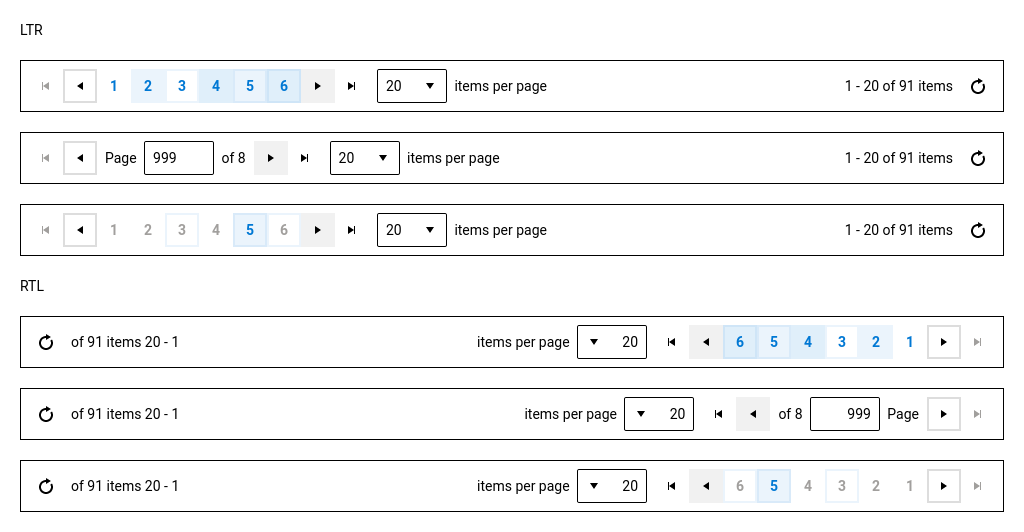 LTR
1 2 3 4 5 6 20 items per page 1 - 20 of 91 items
Page 999 of 8 20 items per page 1 - 20 of 91 items
1 2 3 4 5 6 20 items per page 1 - 20 of 91 items
RTL
of 91 items 20 - 1 items per page 20 6 5 4 3 2 1
of 91 items 20 - 1 items per page 20 of 8 999 Page
of 91 items 20 - 1 items per page 20 6 5 4 3 2 1